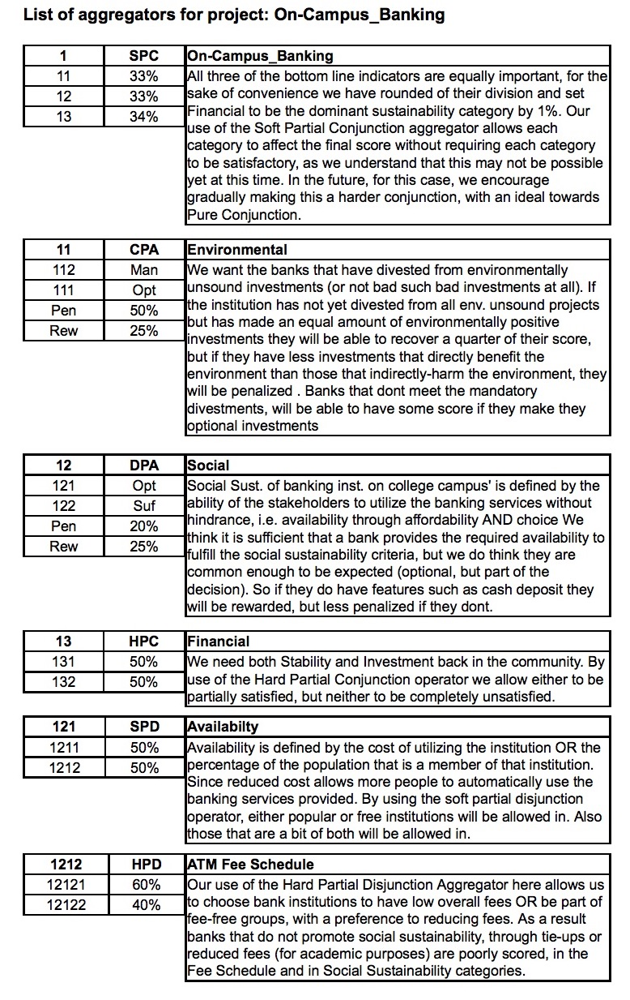 List of aggregators for project: On-Campus_Banking
1 SPC On-Campus_Banking
11 33% All three of the bottom line indicators are equally important, for the
12 33% sake of convenience we have rounded of their division and set
13 34% Financial to be the dominant sustainability category by 1%. Our
use of the Soft Partial Conjunction aggregator allows each
category to affect the final score without requiring each category
to be satisfactory, as we understand that this may not be possible
yet at this time. In the future, for this case, we encourage
gradually making this a harder conjunction, with an ideal towards
Pure Conjunction.
11 CPA Environmental
112 Man We want the banks that have divested from environmentally
111 Opt unsound investments (or not bad such bad investments at all). If
Pen 50% the institution has not yet divested from all env. unsound projects
Rew 25% but has made an equal amount of environmentally positive
investments they will be able to recover a quarter of their score,
but if they have less investments that directly benefit the
environment than those that indirectly-harm the environment, they
will be penalized . Banks that dont meet the mandatory
divestments, will be able to have some score if they make they
optional investments
12 DPA Social
121 Opt Social Sust. of banking inst. on college campus' is defined by the
122 Suf ability of the stakeholders to utilize the banking services without
Pen 20% hindrance, i.e. availability through affordability AND choice We
Rew 25% think it is sufficient that a bank provides the required availability to
fulfill the social sustainability criteria, but we do think they are
common enough to be expected (optional, but part of the
decision). So if they do have features such as cash deposit they
will be rewarded, but less penalized if they dont.
13 HPC Financial
131 50% We need both Stability and Investment back in the community. By
132 50% use of the Hard Partial Conjunction operator we allow either to be
partially satisfied, but neither to be completely unsatisfied.
121 SPD Availabilty
1211 50% Availability is defined by the cost of utilizing the institution OR the
1212 50% percentage of the population that is a member of that institution.
Since reduced cost allows more people to automatically use the
banking services provided. By using the soft partial disjunction
operator, either popular or free institutions will be allowed in. Also
those that are a bit of both will be allowed in.
1212 HPD ATM Fee Schedule
12121 60% Our use of the Hard Partial Disjunction Aggregator here allows us
12122 40% to choose bank institutions to have low overall fees OR be part of
fee-free groups, with a preference to reducing fees. As a result
banks that do not promote social sustainability, through tie-ups or
reduced fees (for academic purposes) are poorly scored, in the
Fee Schedule and in Social Sustainability categories.